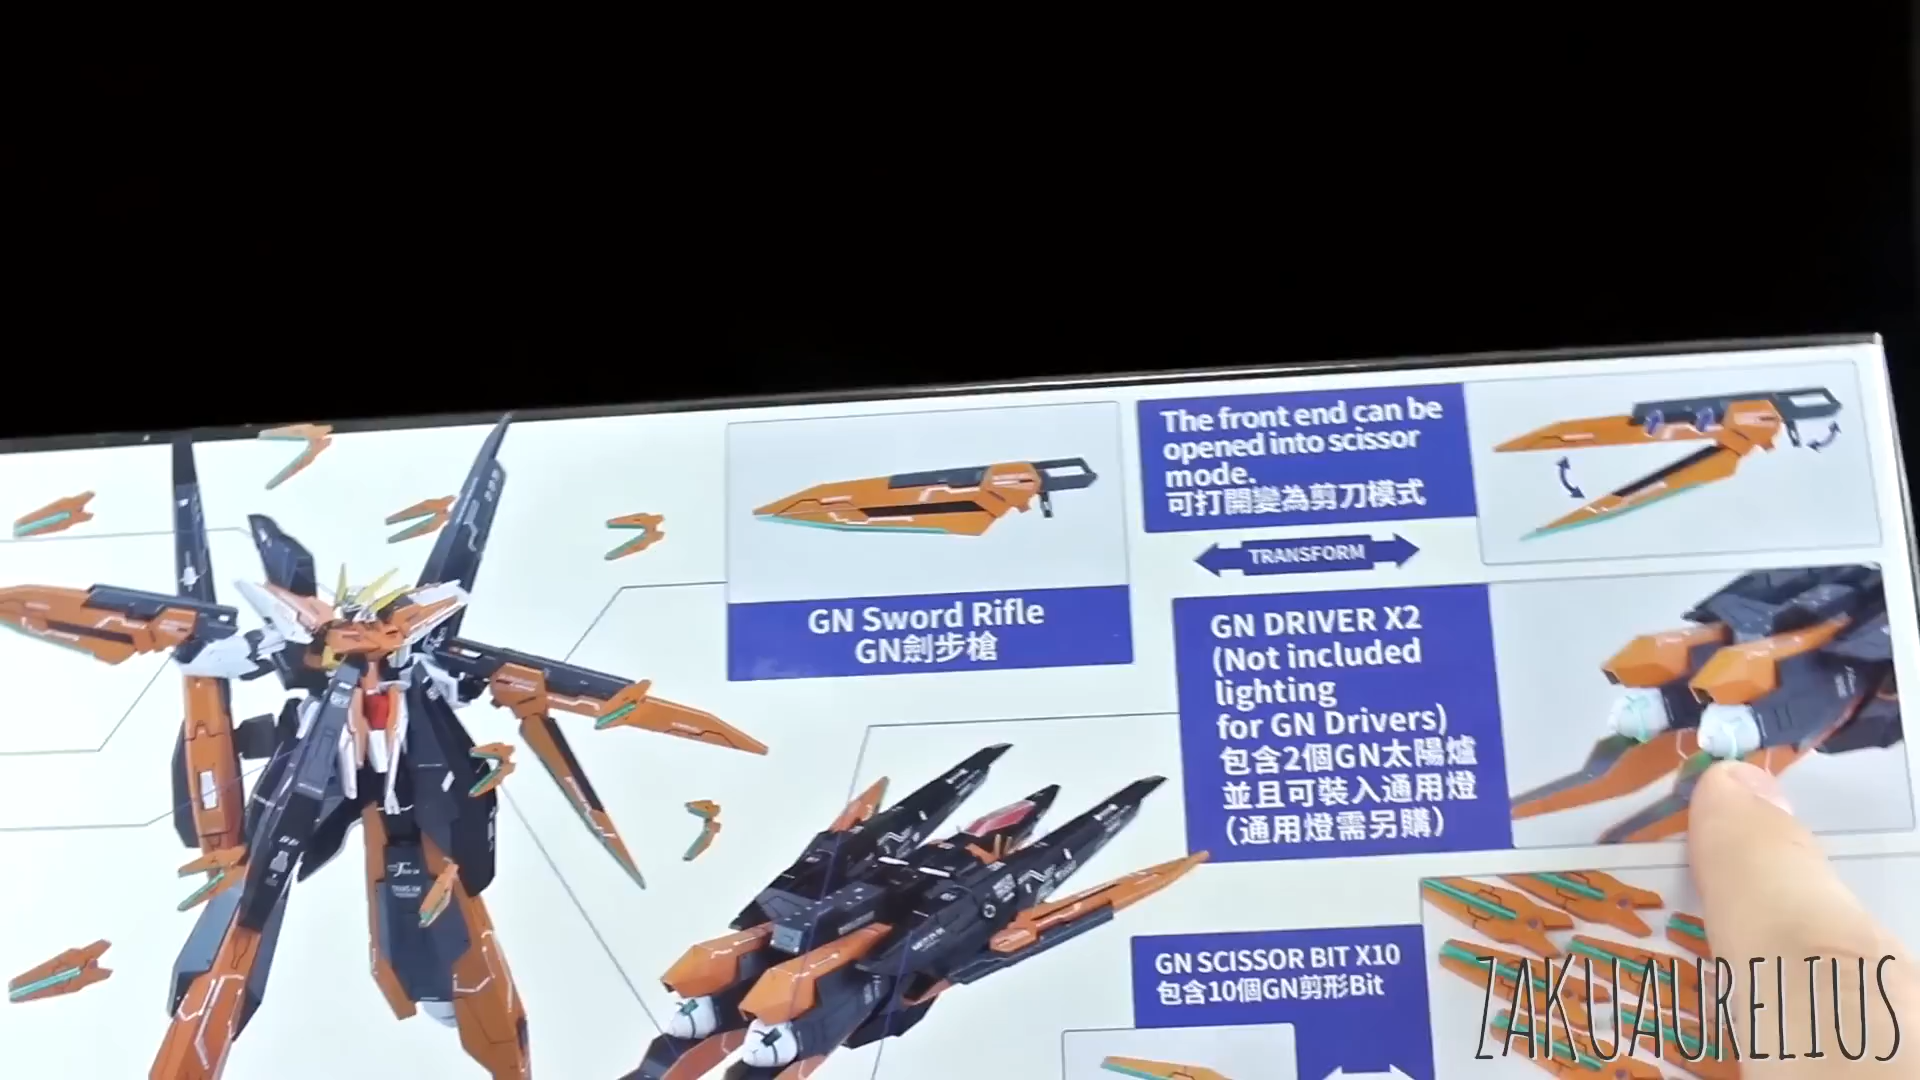 The front end can be
opened into scissor
mode.
可打開變為剪刀模式
TRANSFORM
GN Sword Rifle
GN劍步槍
GN DRIVER X2
(Not included
lighting
for GN Drivers)
包含2個GN太陽爐
並且可裝入通用燈
（通用燈需另購）
GN SCISSOR BIT X10
包含10個GN剪形Bit
ZAKUAURELIUS